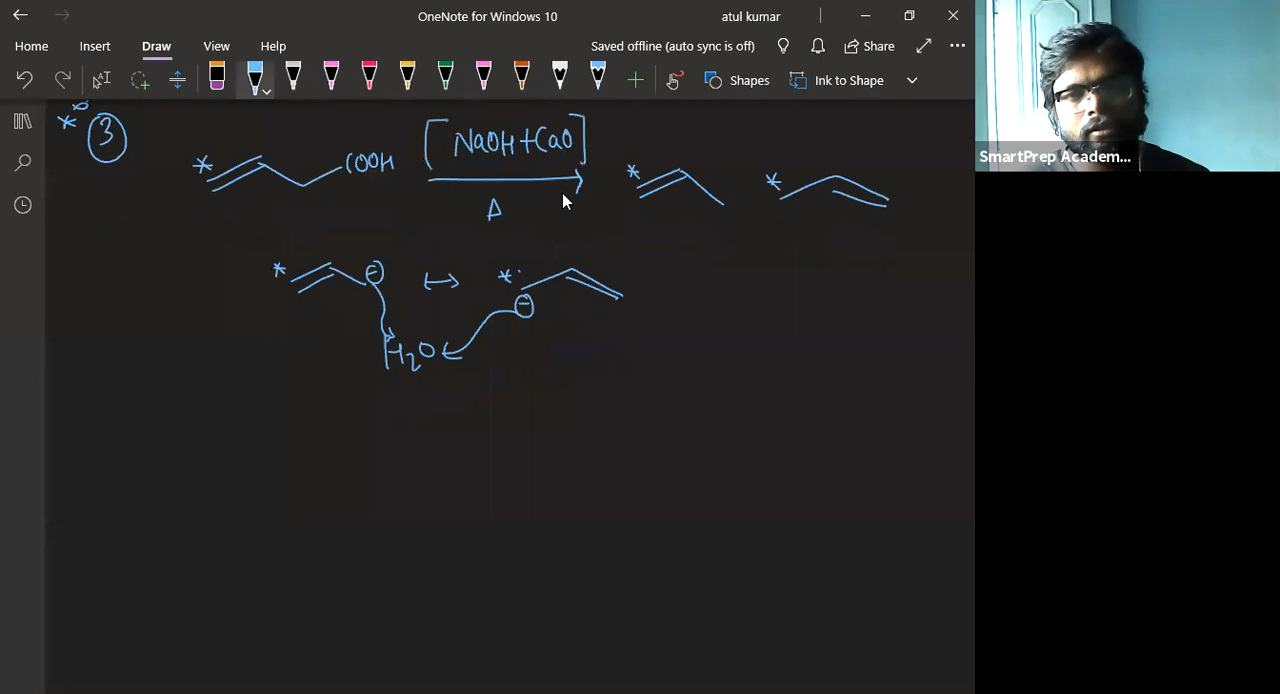 OneNote for Windows 10
atul kumar
Home Insert Draw View Help
Saved offline (auto sync is off)
Share
Shapes
Ink to Shape
SmartPrep Academ...
* 3
[NaOH+CaO]
* COOH
Δ
* *
* ⊖ ↔ *
⊖
H₂O